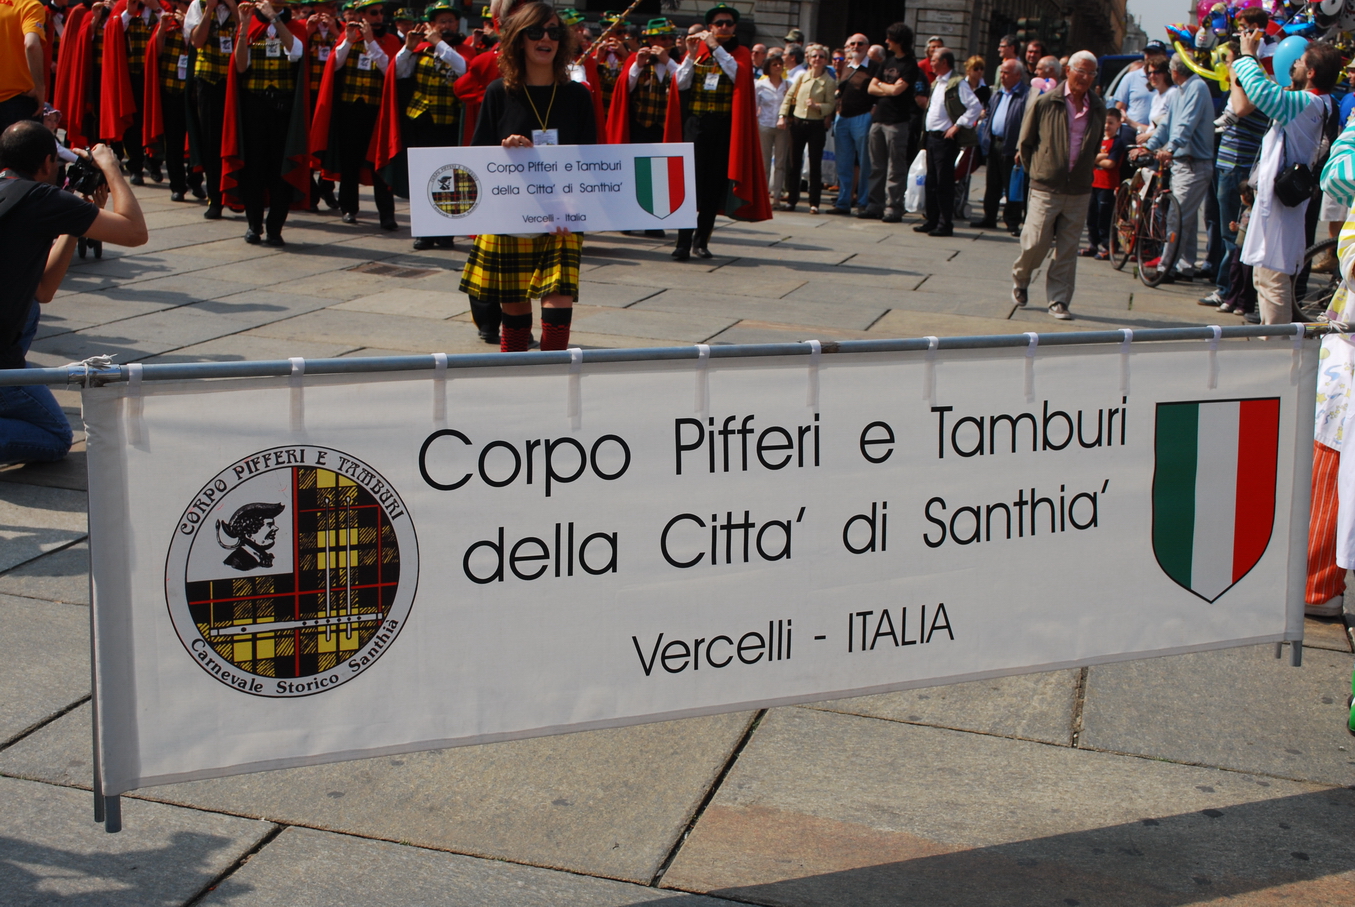 Corpo Pifferi e Tamburi
della Citta' di Santhia'
Vercelli - Italia
CORPO PIFFERI E TAMBURI
Carnevale Storico Santhià
Corpo Pifferi e Tamburi
della Citta' di Santhia'
Vercelli - ITALIA